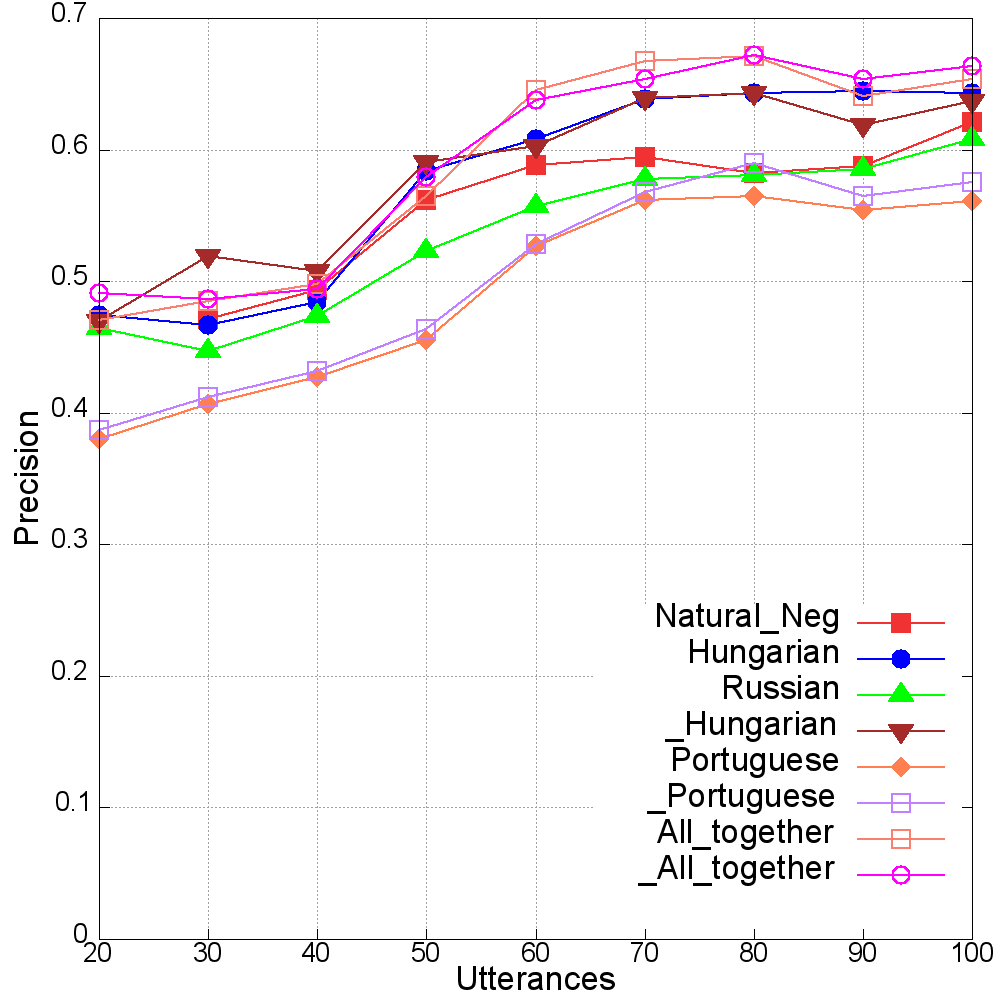 0.7
0.6
0.5
0.4
0.3
0.2
0.1
0
Precision
Natural_Neg
Hungarian
Russian
_Hungarian
Portuguese
_Portuguese
All_together
_All_together
20 30 40 50 60 70 80 90 100
Utterances